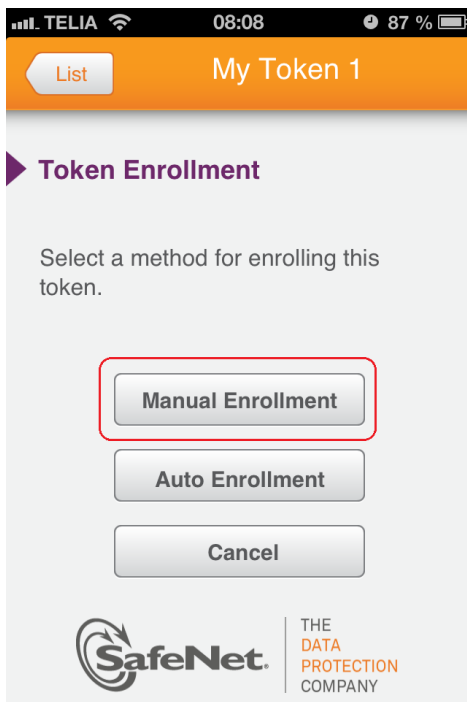 TELIA 08:08 87 %
List My Token 1
Token Enrollment
Select a method for enrolling this
token.
Manual Enrollment
Auto Enrollment
Cancel
SafeNet.
THE
DATA
PROTECTION
COMPANY